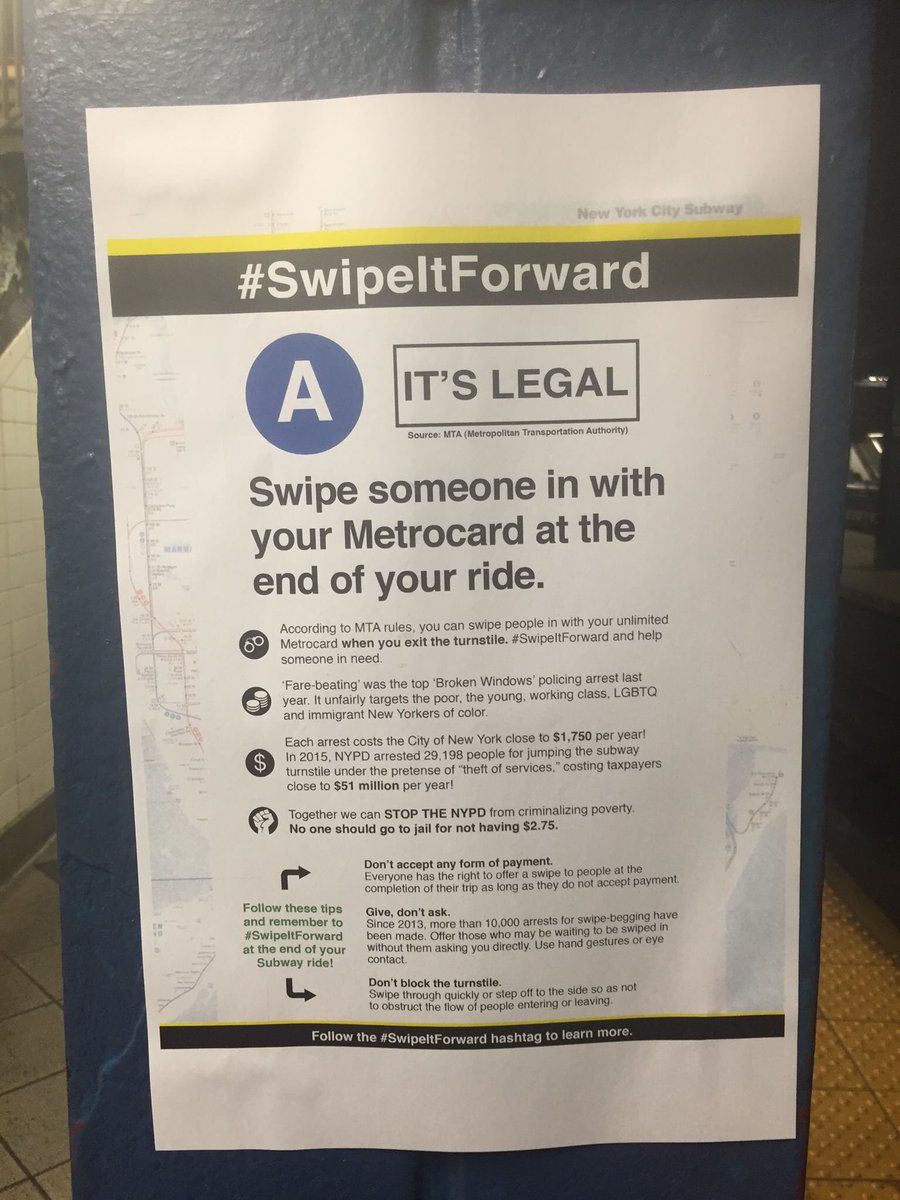 New York City Subway
#SwipeItForward
A
IT'S LEGAL
Source: MTA (Metropolitan Transportation Authority)
Swipe someone in with
your Metrocard at the
end of your ride.
According to MTA rules, you can swipe people in with your unlimited
Metrocard when you exit the turnstile. #SwipeItForward and help
someone in need.
'Fare-beating' was the top 'Broken Windows' policing arrest last
year. It unfairly targets the poor, the young, working class, LGBTQ
and immigrant New Yorkers of color.
$
Each arrest costs the City of New York close to $1,750 per year!
In 2015, NYPD arrested 29,198 people for jumping the subway
turnstile under the pretense of "theft of services," costing taxpayers
close to $51 million per year!
Together we can STOP THE NYPD from criminalizing poverty.
No one should go to jail for not having $2.75.
Follow these tips
and remember to
#SwipeItForward
at the end of your
Subway ride!
Don't accept any form of payment.
Everyone has the right to offer a swipe to people at the
completion of their trip as long as they do not accept payment.
Give, don't ask.
Since 2013, more than 10,000 arrests for swipe-begging have
been made. Offer those who may be waiting to be swiped in
without them asking you directly. Use hand gestures or eye
contact.
Don't block the turnstile.
Swipe through quickly or step off to the side so as not
to obstruct the flow of people entering or leaving.
Follow the #SwipeItForward hashtag to learn more.